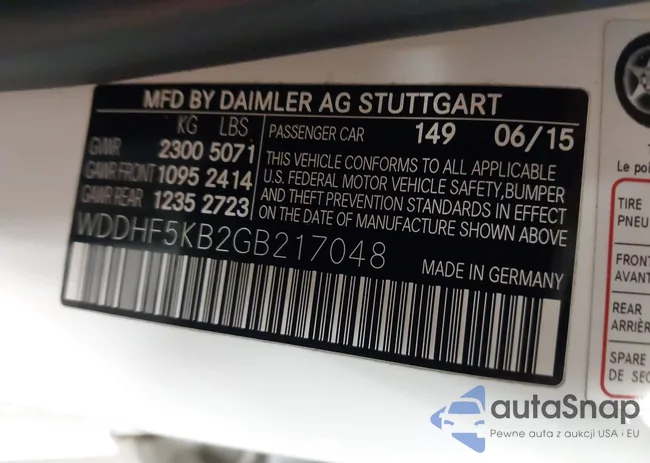 MFD BY DAIMLER AG STUTTGART
KG LBS
GVWR 2300 5071
GAWR FRONT 1095 2414
GAWR REAR 1235 2723
PASSENGER CAR 149 06/15
THIS VEHICLE CONFORMS TO ALL APPLICABLE
U.S. FEDERAL MOTOR VEHICLE SAFETY, BUMPER
AND THEFT PREVENTION STANDARDS IN EFFECT
ON THE DATE OF MANUFACTURE SHOWN ABOVE
WDDHF5KB2GB217048
MADE IN GERMANY
Le poi
TIRE
PNEU
FRONT
AVANT
REAR
ARRIÈR
SPARE
DE SEC
autaSnap
Pewne auta z aukcji USA i EU